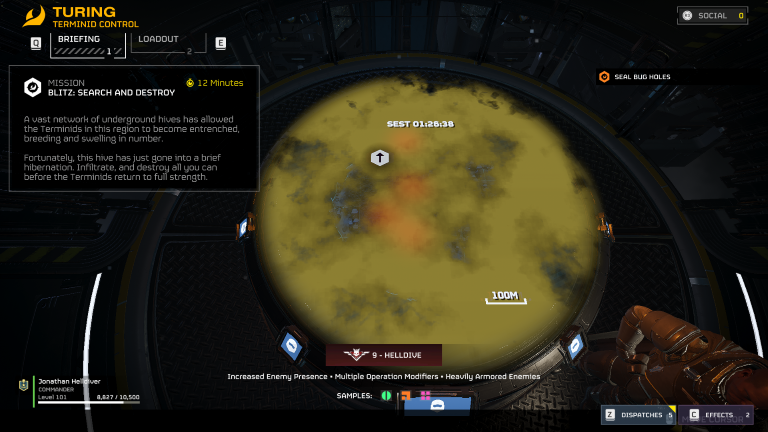 TURING
TERMINID CONTROL
SOCIAL 0
Q
BRIEFING
1
LOADOUT
2
E
MISSION
12 Minutes
BLITZ: SEARCH AND DESTROY
SEAL BUG HOLES
A vast network of underground hives has allowed
the Terminids in this region to become entrenched,
breeding and swelling in number.
Fortunately, this hive has just gone into a brief
hibernation. Infiltrate, and destroy all you can
before the Terminids return to full strength.
SEST 01:26:38
100M
9 - HELLDIVE
Increased Enemy Presence • Multiple Operation Modifiers • Heavily Armored Enemies
Jonathan Helldiver
COMMANDER
Level 101 8,827 / 10,500
SAMPLES:
Z DISPATCHES 5
C EFFECTS 2